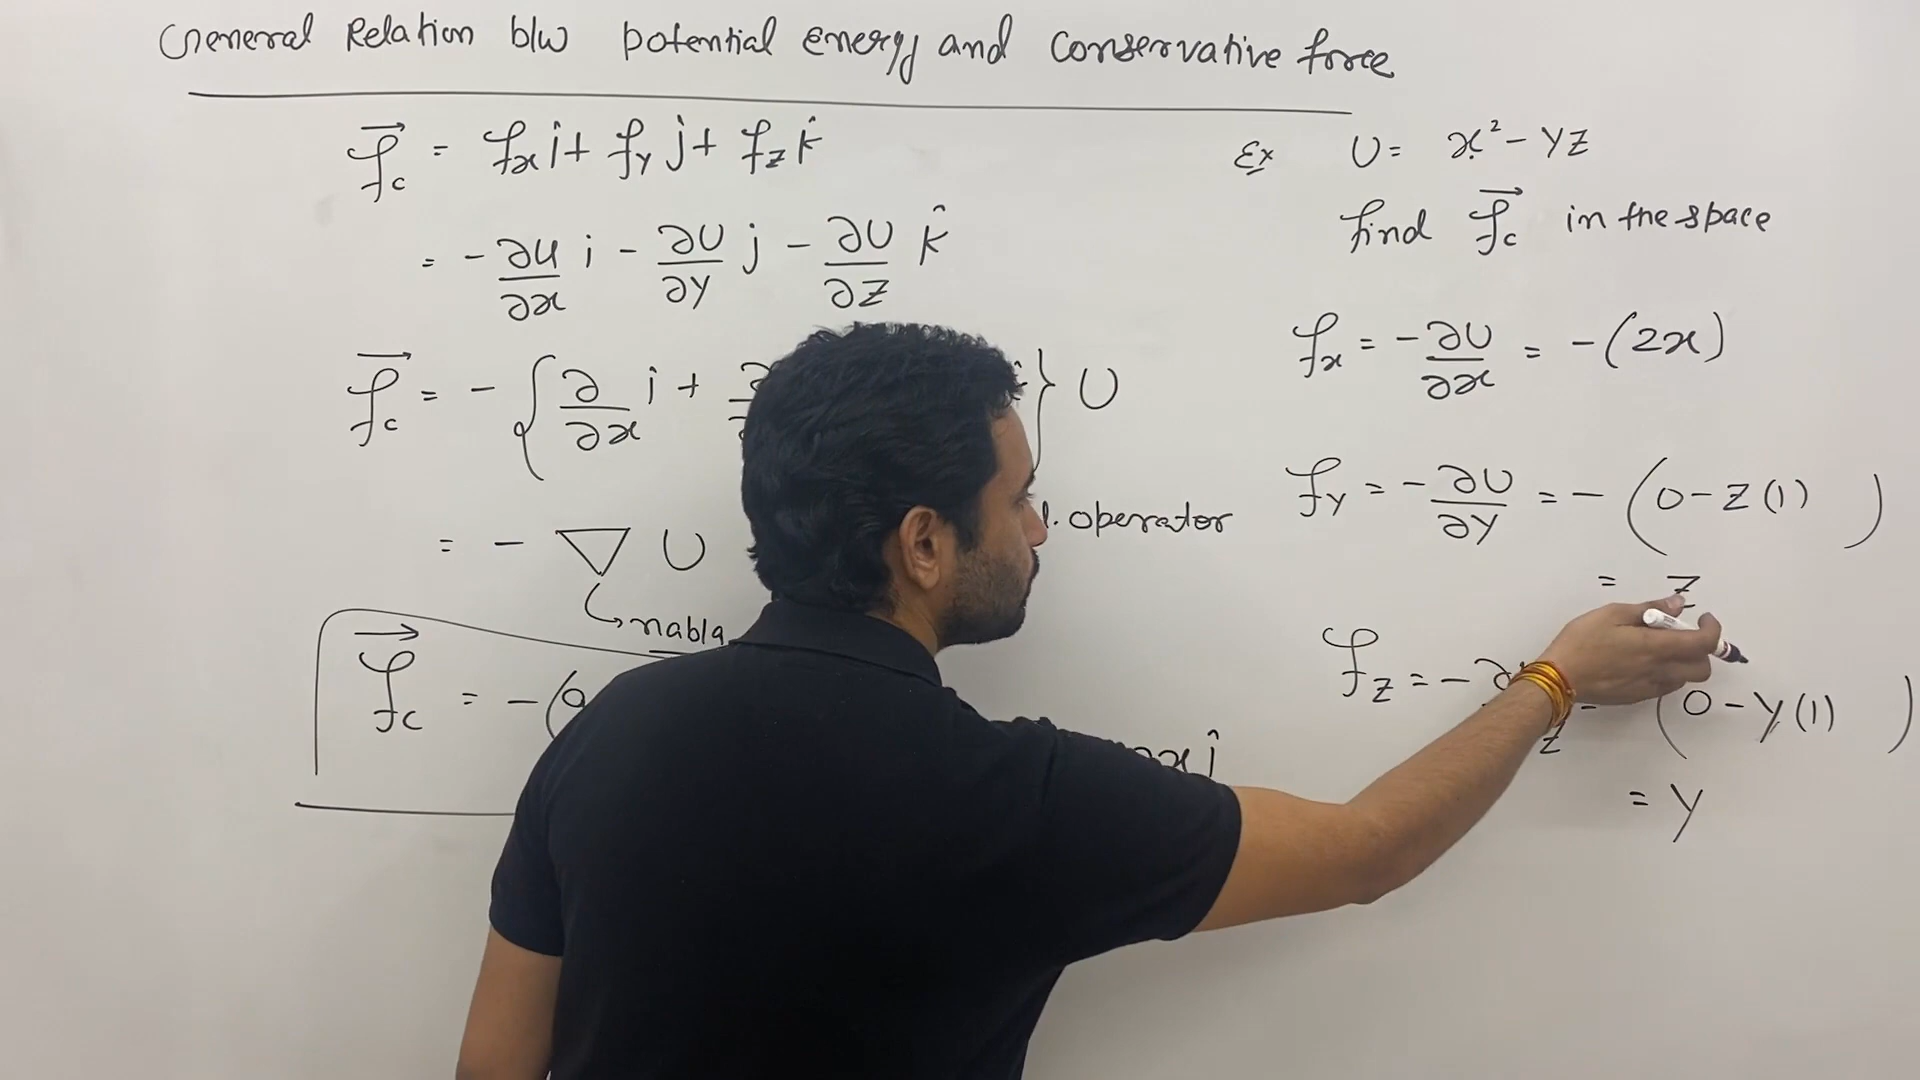 General Relation b/w potential energy and conservative force
f⃗c = fx i + fy j + fz k̂
= -∂U/∂x i - ∂U/∂y j - ∂U/∂z k̂
f⃗c = - { ∂/∂x i + } U
= - ▽ U
operator
nabla
f⃗c = -(
x ĵ
Ex U = x² - yz
find f⃗c in the space
fx = -∂U/∂x = -(2x)
fy = -∂U/∂y = - (0 - z(1) )
= z
fz = - (0 - y(1) )
= y